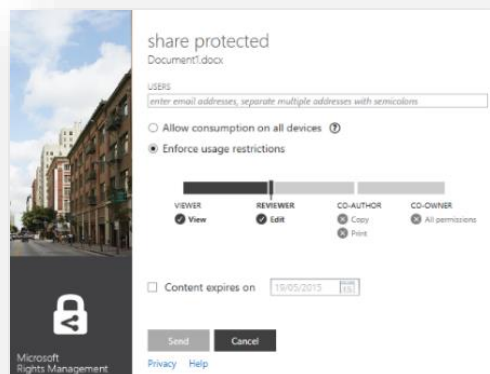 share protected
Document1.docx
USERS
enter email addresses, separate multiple addresses with semicolons
Allow consumption on all devices ?
Enforce usage restrictions
VIEWER REVIEWER CO-AUTHOR CO-OWNER
View Edit Copy All permissions
Print
Content expires on 19/05/2015
Send Cancel
Privacy Help
Microsoft
Rights Management